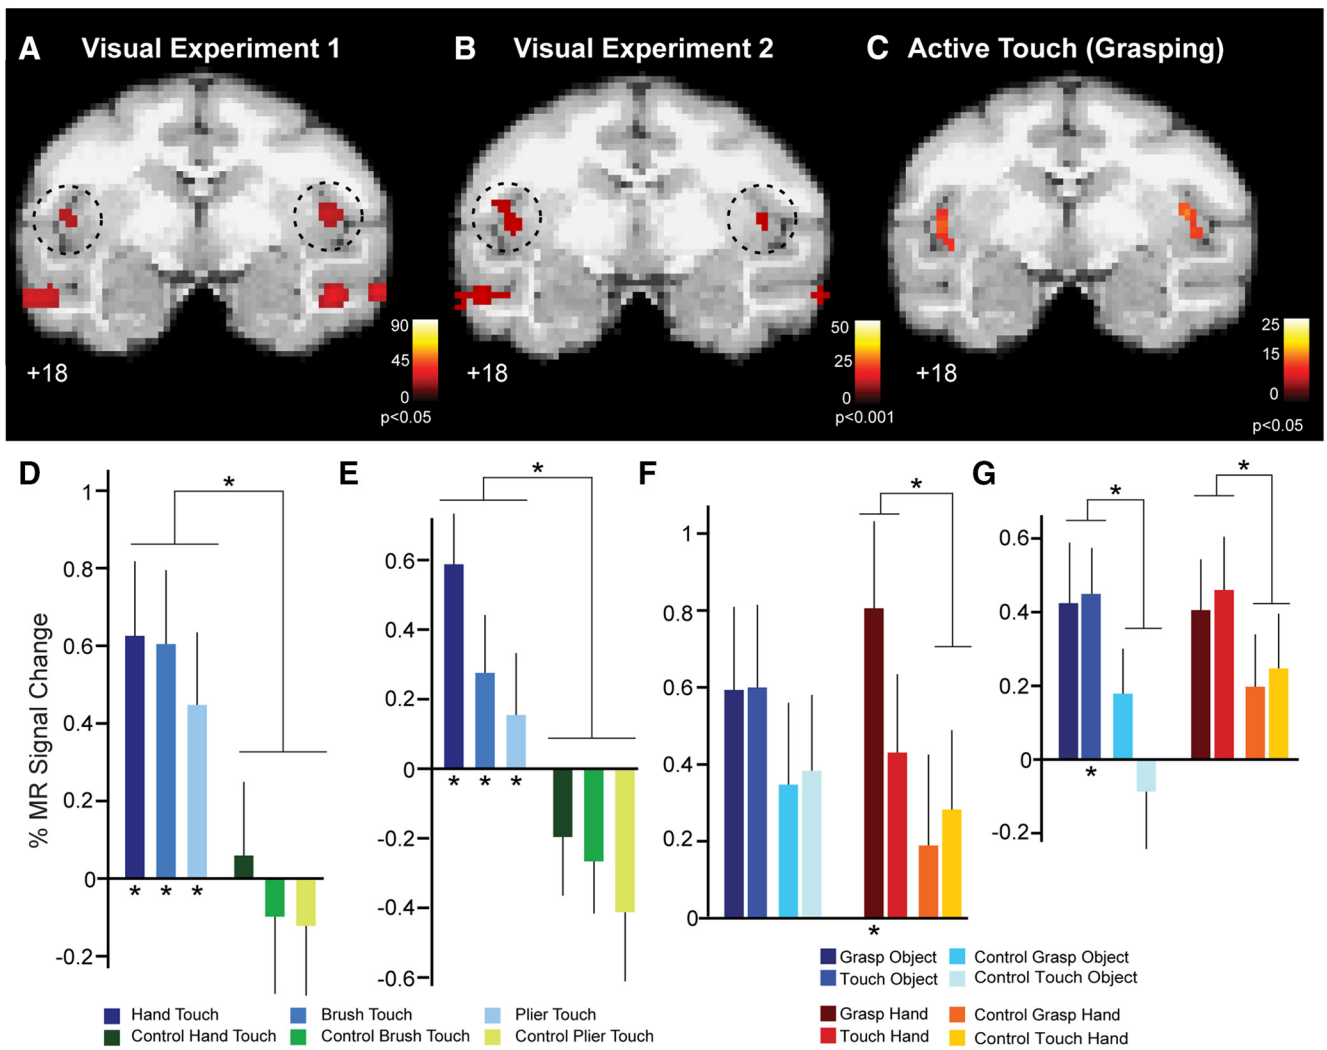 A Visual Experiment 1
B Visual Experiment 2
C Active Touch (Grasping)
90
45
0
p<0.05
+18
50
25
0
p<0.001
+18
25
15
0
p<0.05
+18
D
% MR Signal Change
1
0.8
0.6
0.4
0.2
0
-0.2
*
* * *
E
0.6
0.4
0.2
0
-0.2
-0.4
-0.6
*
* * *
Hand Touch Brush Touch Plier Touch
Control Hand Touch Control Brush Touch Control Plier Touch
F
1
0.8
0.6
0.4
0.2
0
*
*
G
0.6
0.4
0.2
0
-0.2
* *
*
Grasp Object Control Grasp Object
Touch Object Control Touch Object
Grasp Hand Control Grasp Hand
Touch Hand Control Touch Hand